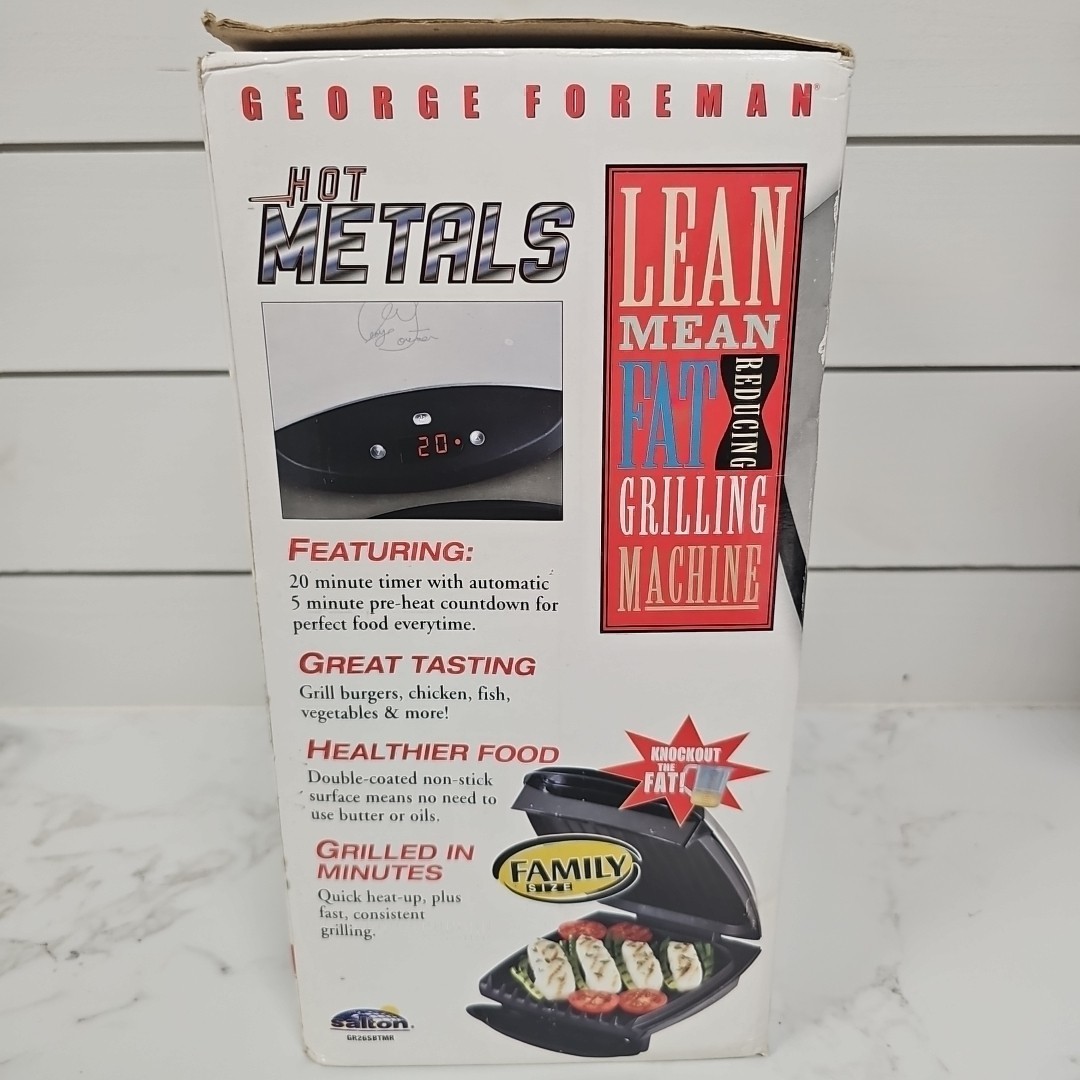 GEORGE FOREMAN®
HOT
METALS
LEAN
MEAN
FAT
REDUCING
GRILLING
MACHINE
George Foreman
20
FEATURING:
20 minute timer with automatic
5 minute pre-heat countdown for
perfect food everytime.
GREAT TASTING
Grill burgers, chicken, fish,
vegetables & more!
HEALTHIER FOOD
Double-coated non-stick
surface means no need to
use butter or oils.
GRILLED IN
MINUTES
Quick heat-up, plus
fast, consistent
grilling.
KNOCKOUT
THE
FAT!
FAMILY
SIZE
salton®
GR26SBTMR